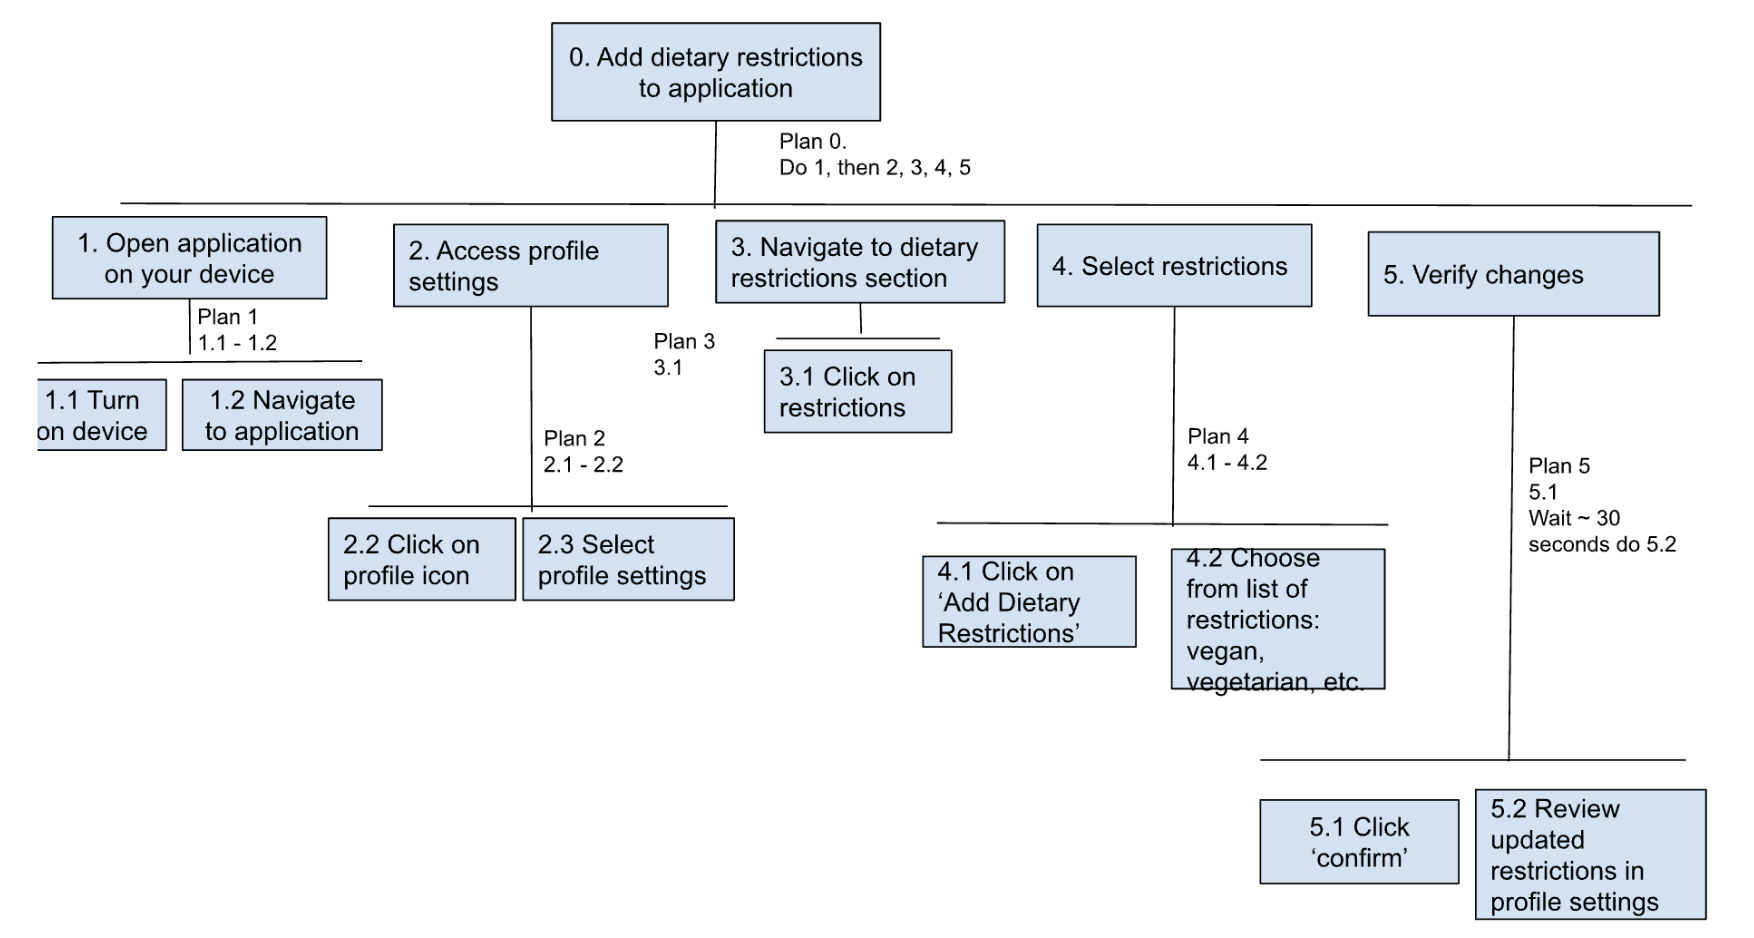 0. Add dietary restrictions
to application
Plan 0.
Do 1, then 2, 3, 4, 5
1. Open application
on your device
2. Access profile
settings
3. Navigate to dietary
restrictions section
4. Select restrictions
5. Verify changes
Plan 1
1.1 - 1.2
1.1 Turn
on device
1.2 Navigate
to application
Plan 2
2.1 - 2.2
2.2 Click on
profile icon
2.3 Select
profile settings
Plan 3
3.1
3.1 Click on
restrictions
Plan 4
4.1 - 4.2
4.1 Click on
‘Add Dietary
Restrictions’
4.2 Choose
from list of
restrictions:
vegan,
vegetarian, etc.
Plan 5
5.1
Wait ~ 30
seconds do 5.2
5.1 Click
‘confirm’
5.2 Review
updated
restrictions in
profile settings